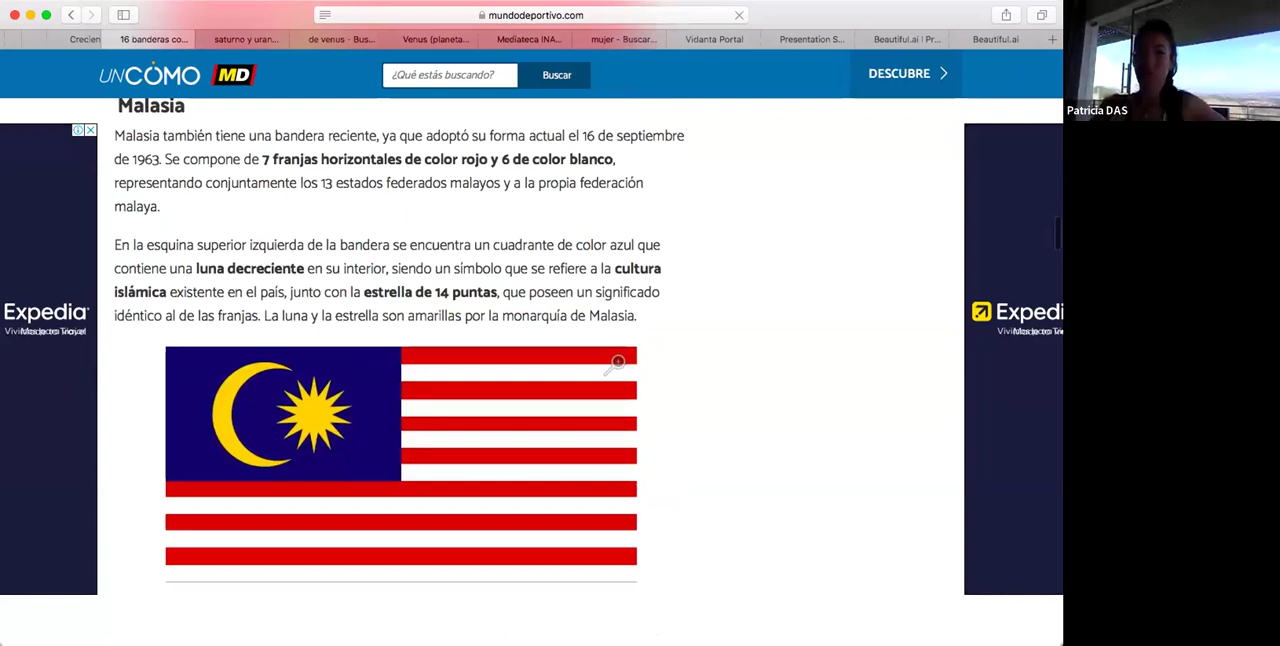 mundodeportivo.com
Crecien
16 banderas co...
saturno y uran...
de venus - Bus...
Venus (planeta...
Mediateca INA...
mujer - Buscar...
Vidanta Portal
Presentation S...
Beautiful.ai | Pr...
Beautiful.ai
UNCÓMO MD
¿Qué estás buscando?
Buscar
DESCUBRE
Patricia DAS
Malasia
Malasia también tiene una bandera reciente, ya que adoptó su forma actual el 16 de septiembre
de 1963. Se compone de 7 franjas horizontales de color rojo y 6 de color blanco,
representando conjuntamente los 13 estados federados malayos y a la propia federación
malaya.
En la esquina superior izquierda de la bandera se encuentra un cuadrante de color azul que
contiene una luna decreciente en su interior, siendo un símbolo que se refiere a la cultura
islámica existente en el país, junto con la estrella de 14 puntas, que poseen un significado
idéntico al de las franjas. La luna y la estrella son amarillas por la monarquía de Malasia.
Expedia
Expedi